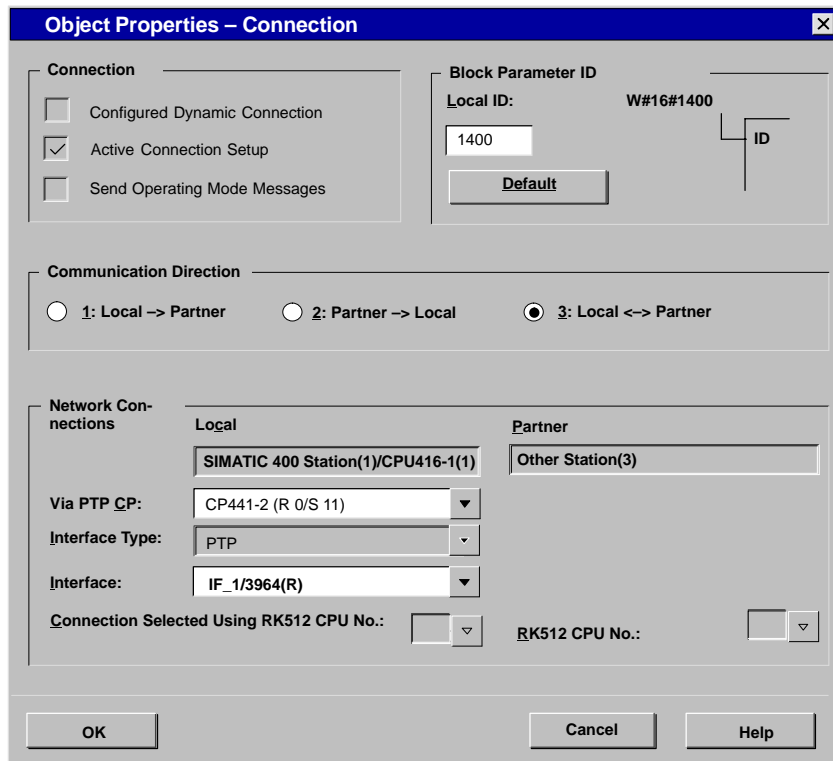 Object Properties – Connection
Connection
Configured Dynamic Connection
Active Connection Setup
Send Operating Mode Messages
Block Parameter ID
Local ID:
W#16#1400
1400
ID
Default
Communication Direction
1: Local –> Partner
2: Partner –> Local
3: Local <–> Partner
Network Con-
nections
Local
Partner
SIMATIC 400 Station(1)/CPU416-1(1)
Other Station(3)
Via PTP CP:
CP441-2 (R 0/S 11)
Interface Type:
PTP
Interface:
IF_1/3964(R)
Connection Selected Using RK512 CPU No.:
RK512 CPU No.:
OK
Cancel
Help